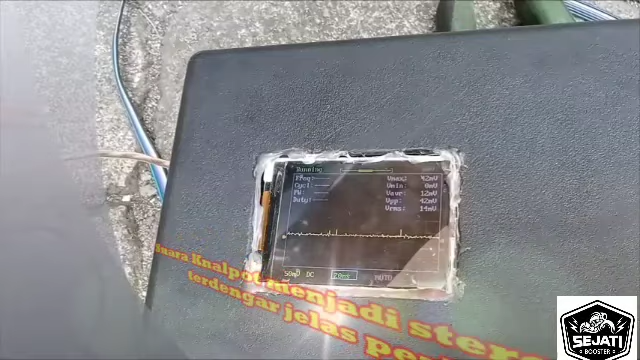 Running
Freq:
Cycl:
PW:
Duty:
Vmax: 42mV
Vmin: 0mV
Vavr: 12mV
Vpp: 42mV
Vrms: 14mV
50mV DC
AUTO
Suara Knalpot menjadi
terdengar jelas
SEJATI
BOOSTER